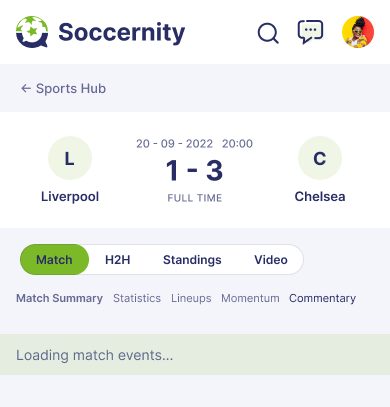 Soccernity
← Sports Hub
20 - 09 - 2022 20:00
L
1 - 3
C
Liverpool
FULL TIME
Chelsea
Match H2H Standings Video
Match Summary Statistics Lineups Momentum Commentary
Loading match events...